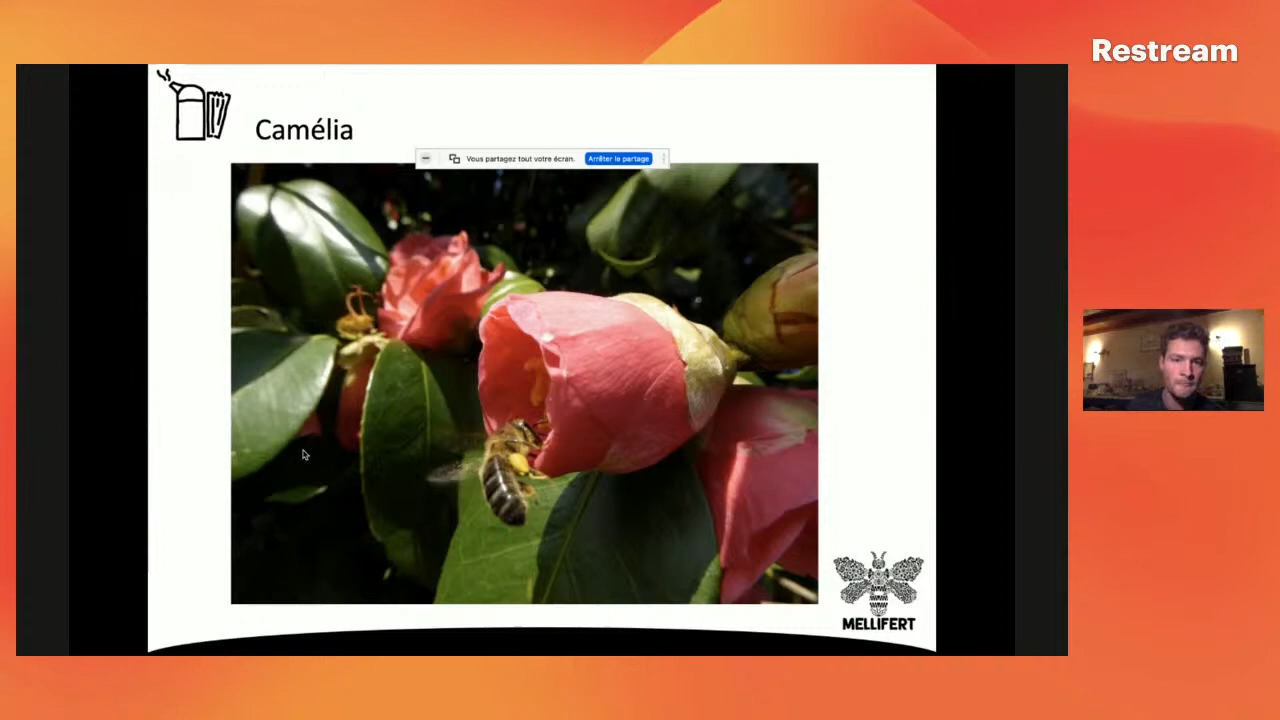 Restream
Camélia
Vous partagez tout votre écran. Arrêter le partage
MELLIFERT